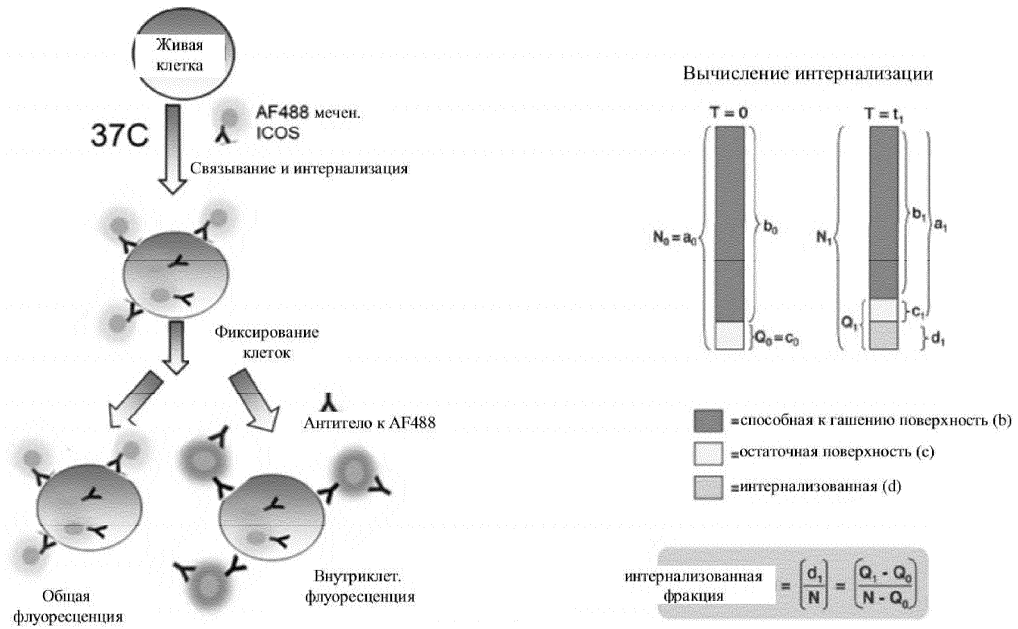 Живая
клетка
37C
AF488 мечен.
ICOS
Связывание и интернализация
Фиксирование
клеток
Антитело к AF488
Общая
флуоресценция
Внутриклет.
флуоресценция
Вычисление интернализации
T = 0
T = t₁
N₀ = a₀
b₀
Q₀ = c₀
N₁
b₁
a₁
Q₁
c₁
d₁
=способная к гашению поверхность (b)
=остаточная поверхность (c)
=интернализованная (d)
интернализованная
фракция
= [d₁/N] = (Q₁ - Q₀/N - Q₀)